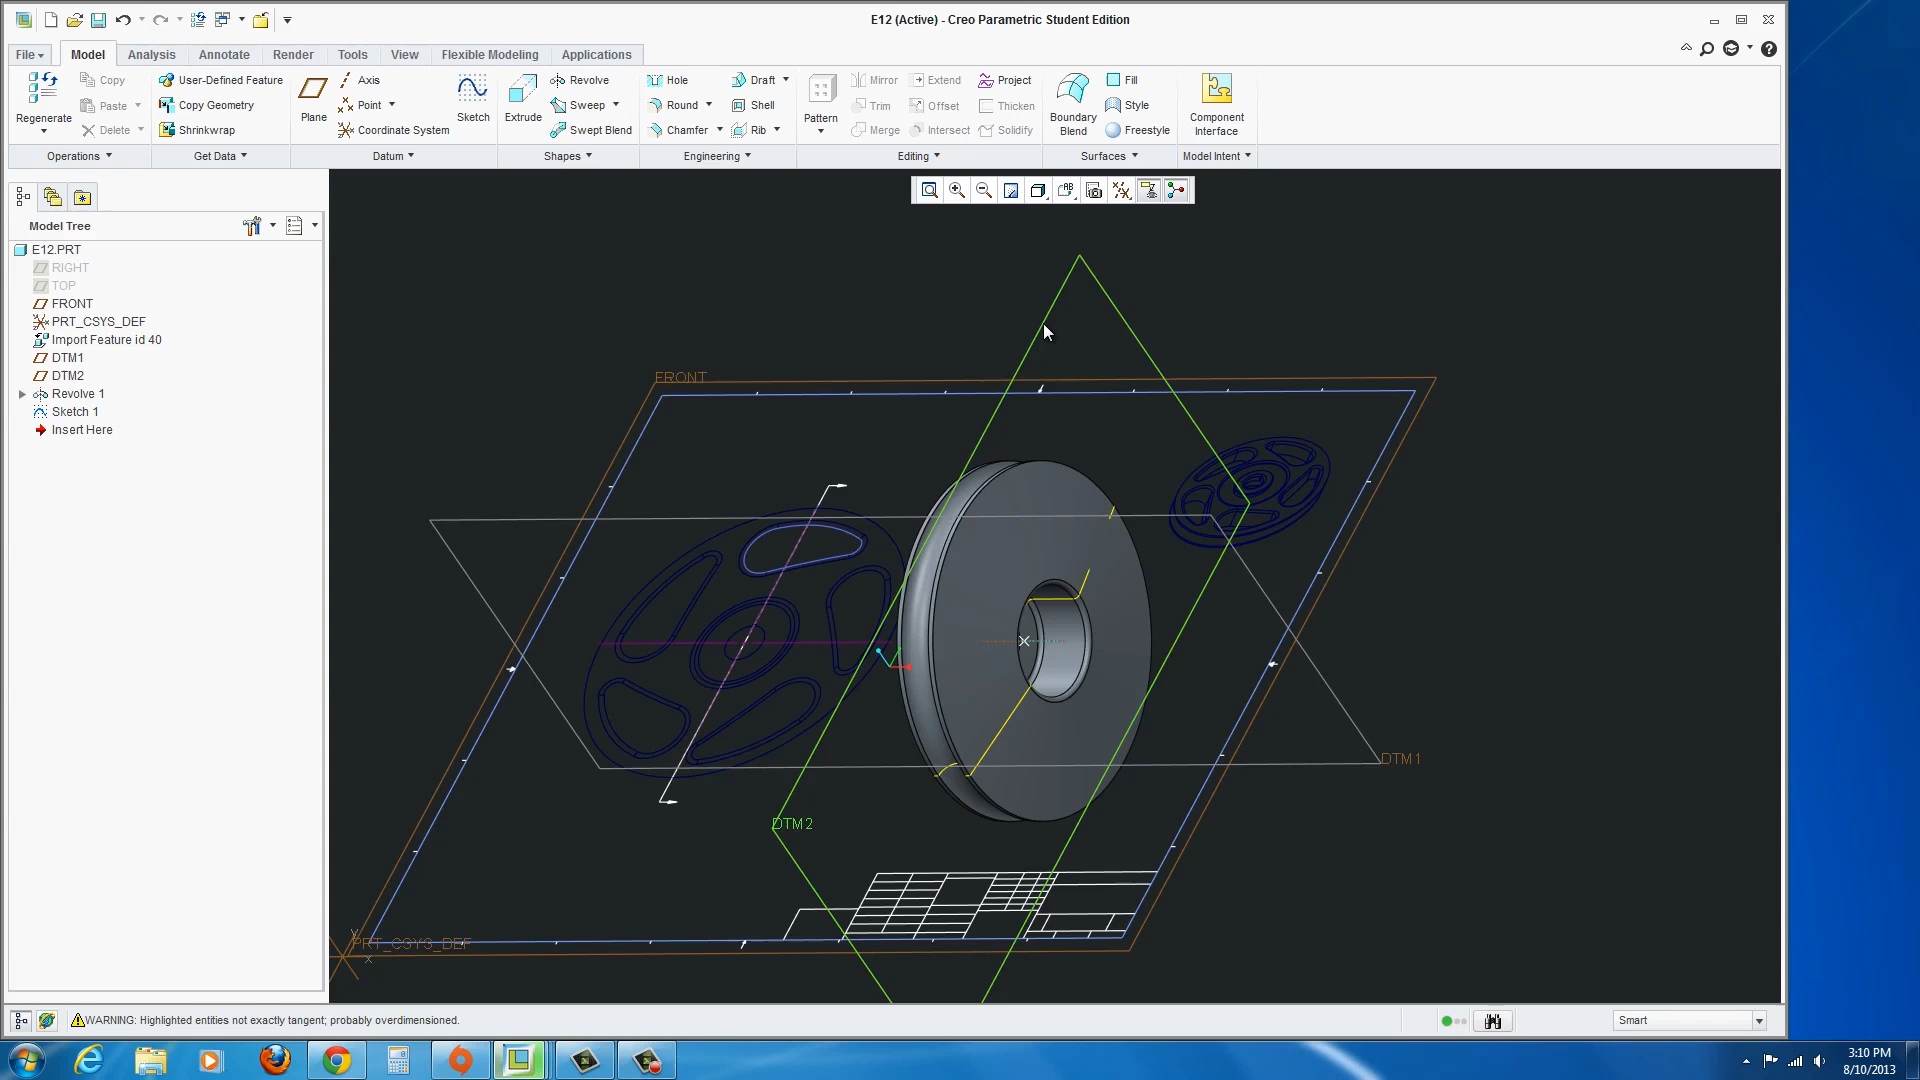 E12 (Active) - Creo Parametric Student Edition
File Model Analysis Annotate Render Tools View Flexible Modeling Applications
Regenerate
Copy
Paste
Delete
Operations
User-Defined Feature
Copy Geometry
Shrinkwrap
Get Data
Plane
Axis
Point
Coordinate System
Sketch
Datum
Extrude
Revolve
Sweep
Swept Blend
Shapes
Hole
Round
Chamfer
Draft
Shell
Rib
Engineering
Pattern
Mirror
Trim
Merge
Extend
Offset
Intersect
Project
Thicken
Solidify
Editing
Boundary
Blend
Fill
Style
Freestyle
Surfaces
Component
Interface
Model Intent
Model Tree
E12.PRT
RIGHT
TOP
FRONT
PRT_CSYS_DEF
Import Feature id 40
DTM1
DTM2
Revolve 1
Sketch 1
Insert Here
FRONT
DTM1
DTM2
PRT_CSYS_DEF
Y
X
WARNING: Highlighted entities not exactly tangent; probably overdimensioned.
Smart
3:10 PM
8/10/2013